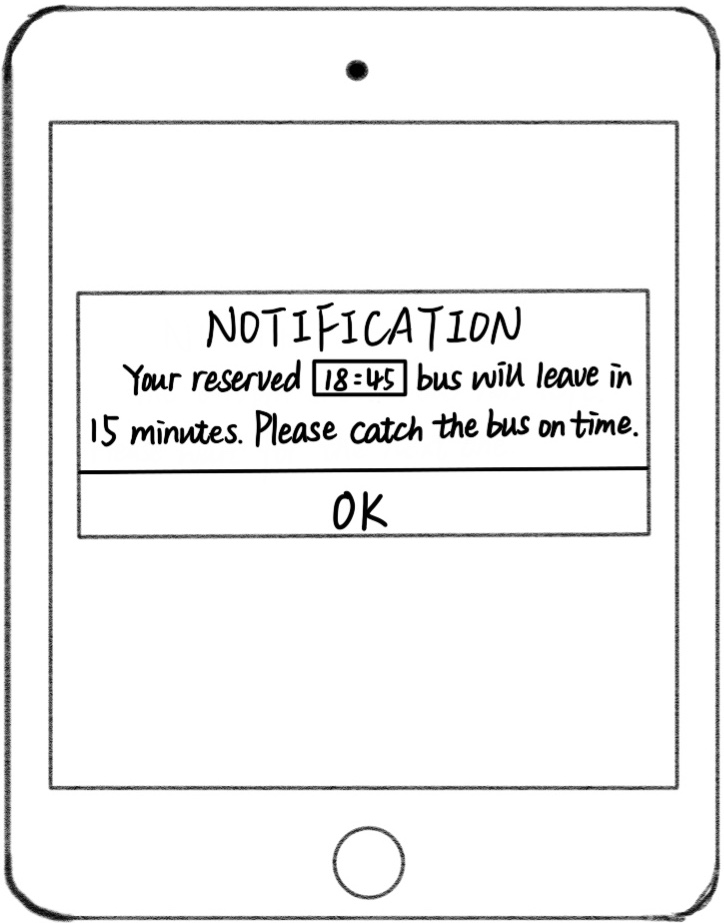 NOTIFICATION
Your reserved 18:45 bus will leave in
15 minutes. Please catch the bus on time.
OK